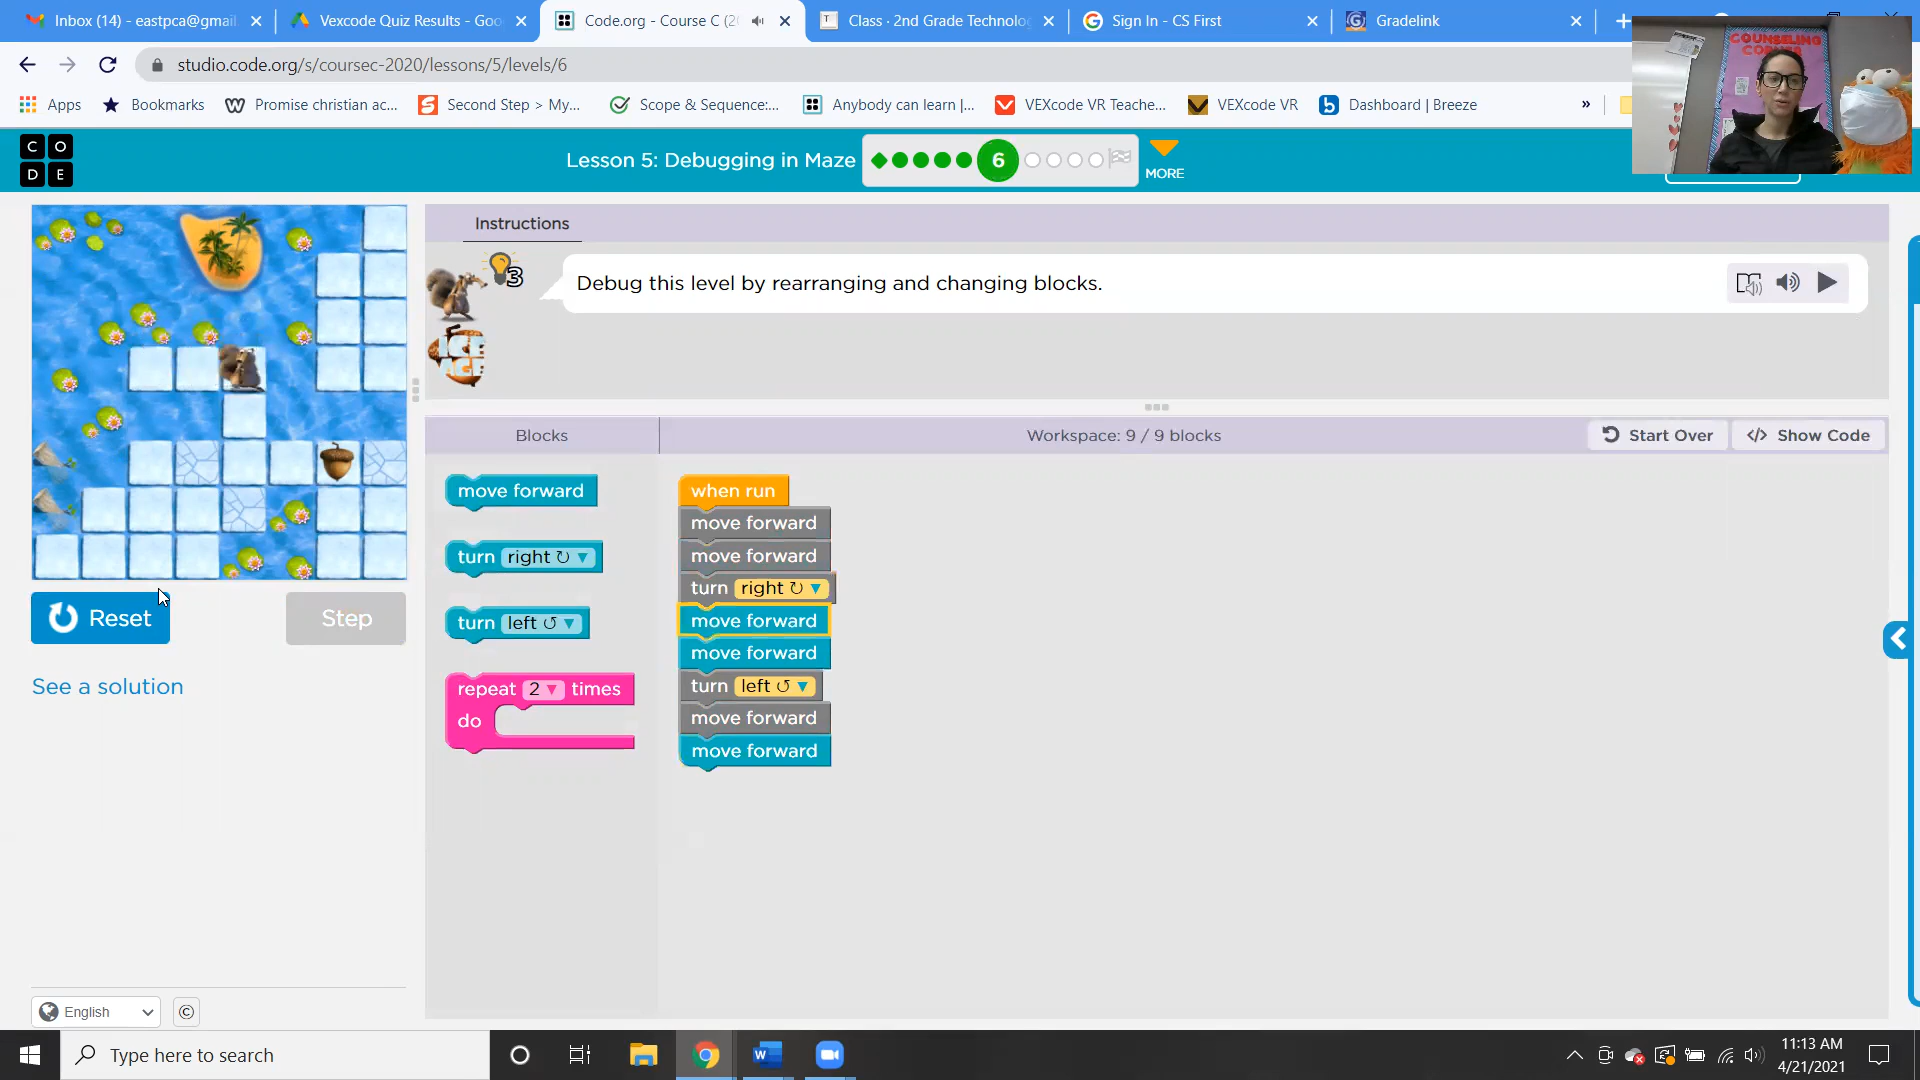 Inbox (14) - eastpca@gmail
Vexcode Quiz Results - Goo
Code.org - Course C (2
Class · 2nd Grade Technolo
Sign In - CS First
Gradelink
studio.code.org/s/coursec-2020/lessons/5/levels/6
COUNSELING
CORNER
Apps
Bookmarks
Promise christian ac...
Second Step > My...
Scope & Sequence:...
Anybody can learn |...
VEXcode VR Teache...
VEXcode VR
Dashboard | Breeze
»
C O
D E
Lesson 5: Debugging in Maze
6
MORE
Instructions
3
Debug this level by rearranging and changing blocks.
ICE
AGE
Blocks
Workspace: 9 / 9 blocks
Start Over
</> Show Code
move forward
turn right
turn left
repeat 2 times
do
when run
move forward
move forward
turn right
move forward
move forward
turn left
move forward
move forward
Reset
Step
See a solution
English
©
Type here to search
11:13 AM
4/21/2021